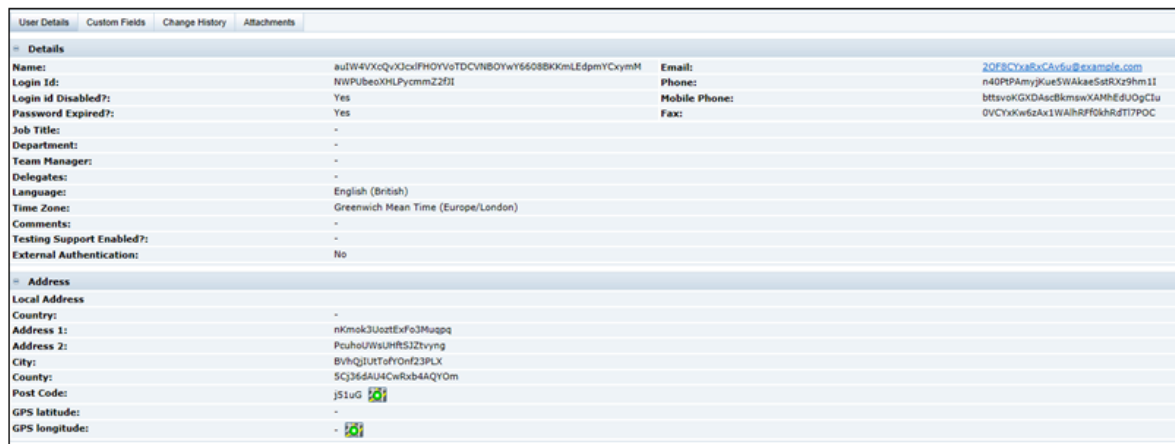 User Details Custom Fields Change History Attachments
Details
Name: auIW4VXcQvXJcxlFHOYVoTDCVNBOYwY6608BKKmLEdpmYCxymM Email: 2OF8CYxaRxCAv6u@example.com
Login Id: NWPUbeoXHLPycmmZ2fJI Phone: n40PtPAmyjKue5WAkaeSstRXz9hm1I
Login id Disabled?: Yes Mobile Phone: bttsvoKGXDAscBkmswXAMhEdUOgCIu
Password Expired?: Yes Fax: 0VCYxKw6zAx1WAlhRFf0khRdTl7POC
Job Title: -
Department: -
Team Manager: -
Delegates: -
Language: English (British)
Time Zone: Greenwich Mean Time (Europe/London)
Comments: -
Testing Support Enabled?: -
External Authentication: No
Address
Local Address
Country: -
Address 1: nKmok3UoztExFo3Muqpq
Address 2: PcuhoUWsUHftSJZtvyng
City: BVhQjIUtTofYOnf23PLX
County: 5Cj36dAU4CwRxb4AQYOm
Post Code: j51uG
GPS latitude: -
GPS longitude: -